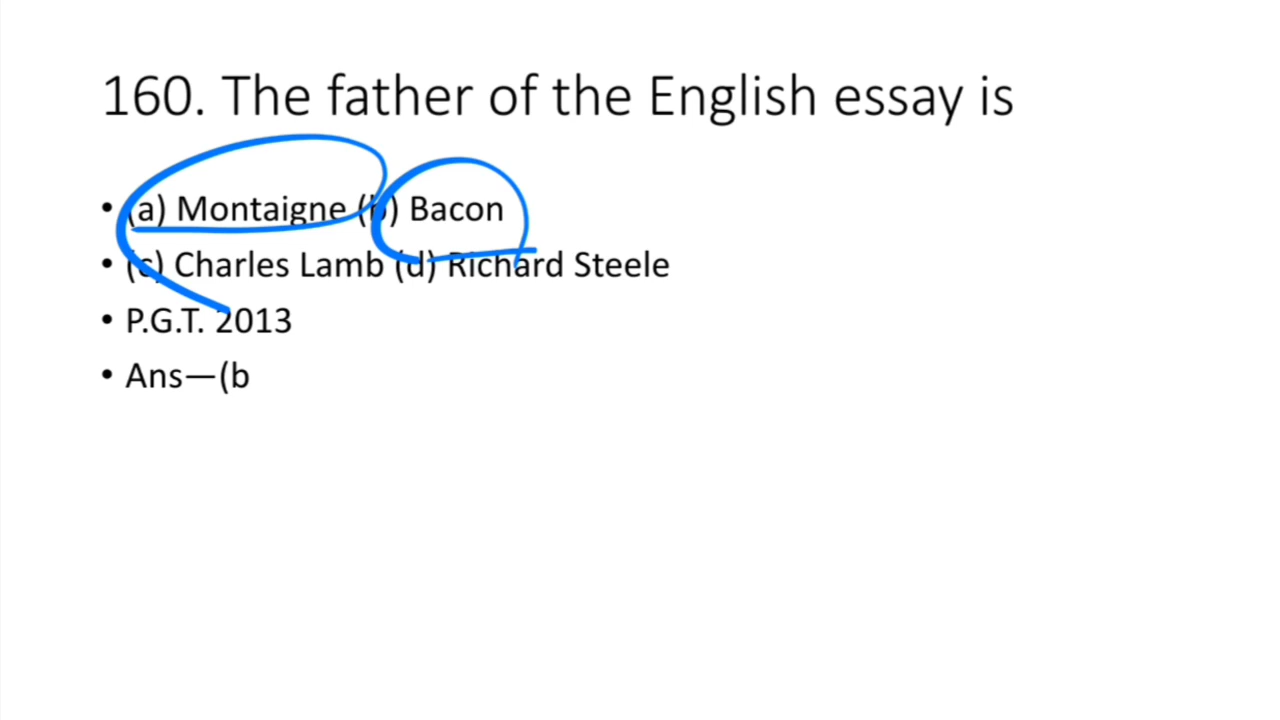 160. The father of the English essay is
• (a) Montaigne (b) Bacon
• (c) Charles Lamb (d) Richard Steele
• P.G.T. 2013
• Ans—(b